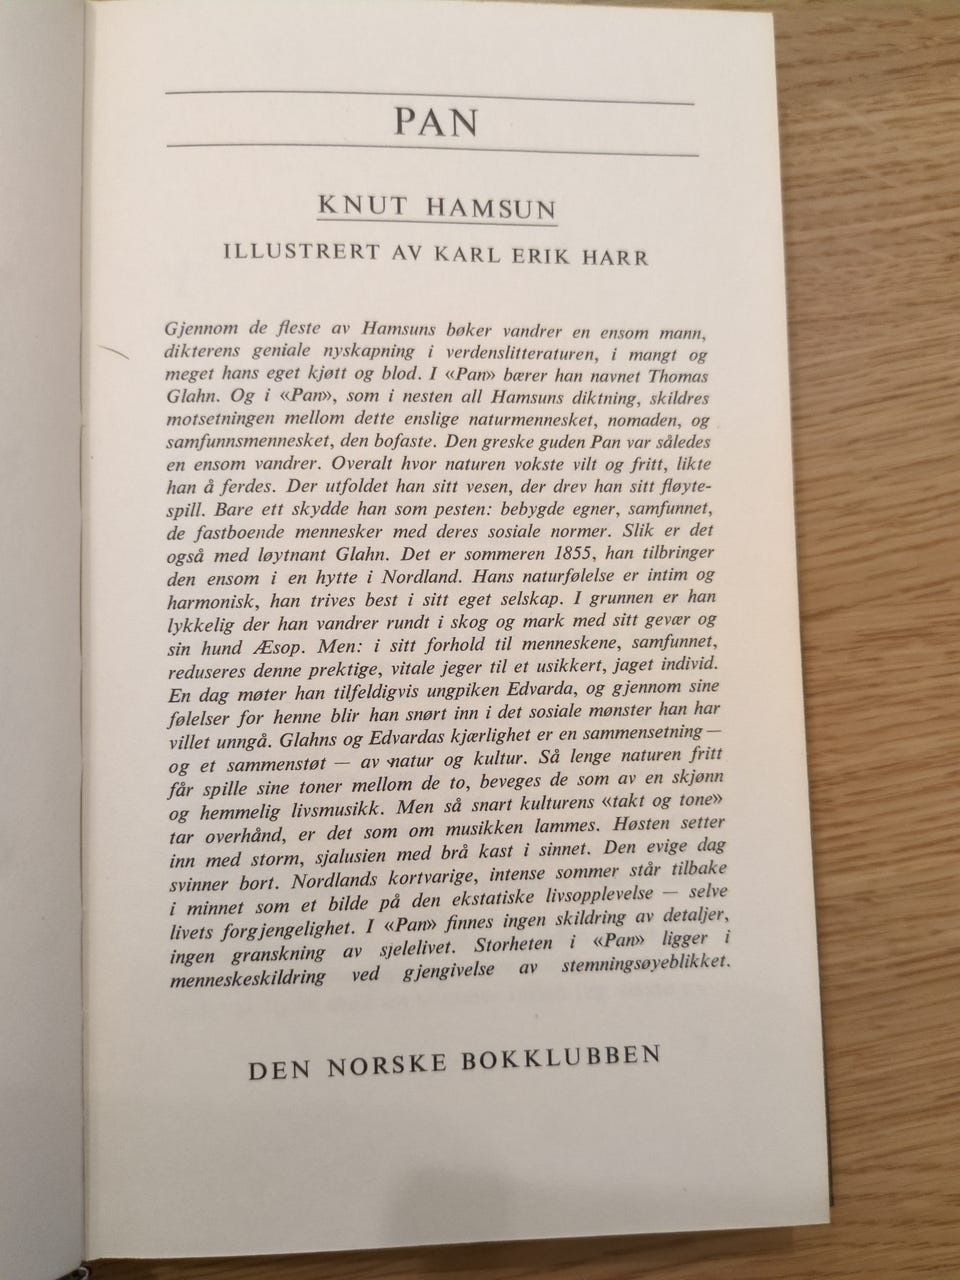 PAN
KNUT HAMSUN
ILLUSTRERT AV KARL ERIK HARR
Gjennom de fleste av Hamsuns bøker vandrer en ensom mann,
dikterens geniale nyskapning i verdenslitteraturen, i mangt og
meget hans eget kjøtt og blod. I «Pan» bærer han navnet Thomas
Glahn. Og i «Pan», som i nesten all Hamsuns diktning, skildres
motsetningen mellom dette enslige naturmennesket, nomaden, og
samfunnsmennesket, den bofaste. Den greske guden Pan var således
en ensom vandrer. Overalt hvor naturen vokste vilt og fritt, likte
han å ferdes. Der utfoldet han sitt vesen, der drev han sitt fløyte-
spill. Bare ett skydde han som pesten: bebygde egner, samfunnet,
de fastboende mennesker med deres sosiale normer. Slik er det
også med løytnant Glahn. Det er sommeren 1855, han tilbringer
den ensom i en hytte i Nordland. Hans naturfølelse er intim og
harmonisk, han trives best i sitt eget selskap. I grunnen er han
lykkelig der han vandrer rundt i skog og mark med sitt gevær og
sin hund Æsop. Men: i sitt forhold til menneskene, samfunnet,
reduseres denne prektige, vitale jeger til et usikkert, jaget individ.
En dag møter han tilfeldigvis ungpiken Edvarda, og gjennom sine
følelser for henne blir han snørt inn i det sosiale mønster han har
villet unngå. Glahns og Edvardas kjærlighet er en sammensetning —
og et sammenstøt — av natur og kultur. Så lenge naturen fritt
får spille sine toner mellom de to, beveges de som av en skjønn
og hemmelig livsmusikk. Men så snart kulturens «takt og tone»
tar overhånd, er det som om musikken lammes. Høsten setter
inn med storm, sjalusien med brå kast i sinnet. Den evige dag
svinner bort. Nordlands kortvarige, intense sommer står tilbake
i minnet som et bilde på den ekstatiske livsopplevelse — selve
livets forgjengelighet. I «Pan» finnes ingen skildring av detaljer,
ingen granskning av sjelelivet. Storheten i «Pan» ligger i
menneskeskildring ved gjengivelse av stemningsøyeblikket.
DEN NORSKE BOKKLUBBEN